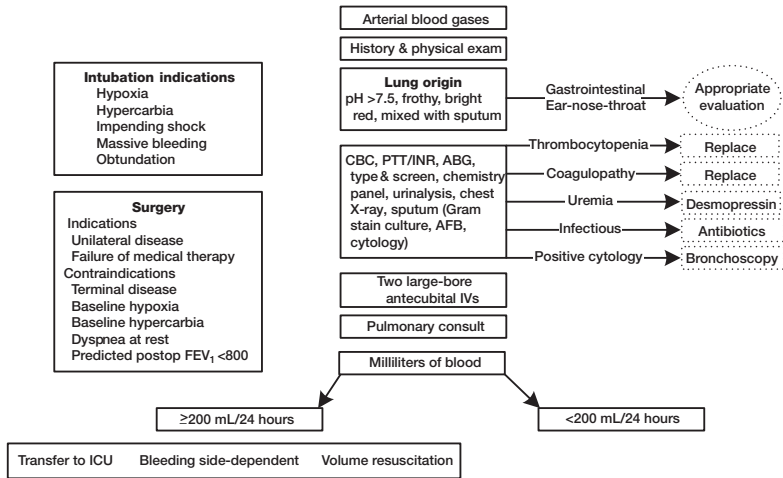 Arterial blood gases
History & physical exam
Intubation indications
Hypoxia
Hypercarbia
Impending shock
Massive bleeding
Obtundation
Lung origin
pH >7.5, frothy, bright
red, mixed with sputum
Gastrointestinal
Ear-nose-throat
Appropriate
evaluation
CBC, PTT/INR, ABG,
type & screen, chemistry
panel, urinalysis, chest
X-ray, sputum (Gram
stain culture, AFB,
cytology)
Thrombocytopenia
Replace
Coagulopathy
Replace
Uremia
Desmopressin
Infectious
Antibiotics
Positive cytology
Bronchoscopy
Surgery
Indications
Unilateral disease
Failure of medical therapy
Contraindications
Terminal disease
Baseline hypoxia
Baseline hypercarbia
Dyspnea at rest
Predicted postop FEV₁ <800
Two large-bore
antecubital IVs
Pulmonary consult
Milliliters of blood
≥200 mL/24 hours
<200 mL/24 hours
Transfer to ICU Bleeding side-dependent Volume resuscitation